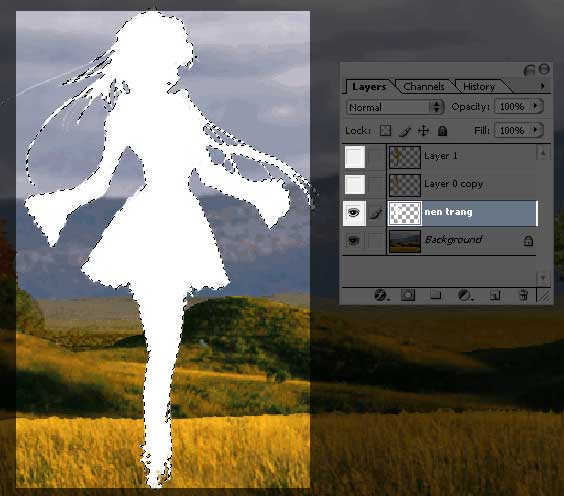 Layers Channels History
Normal Opacity: 100%
Lock: Fill: 100%
Layer 1
Layer 0 copy
nen trang
Background